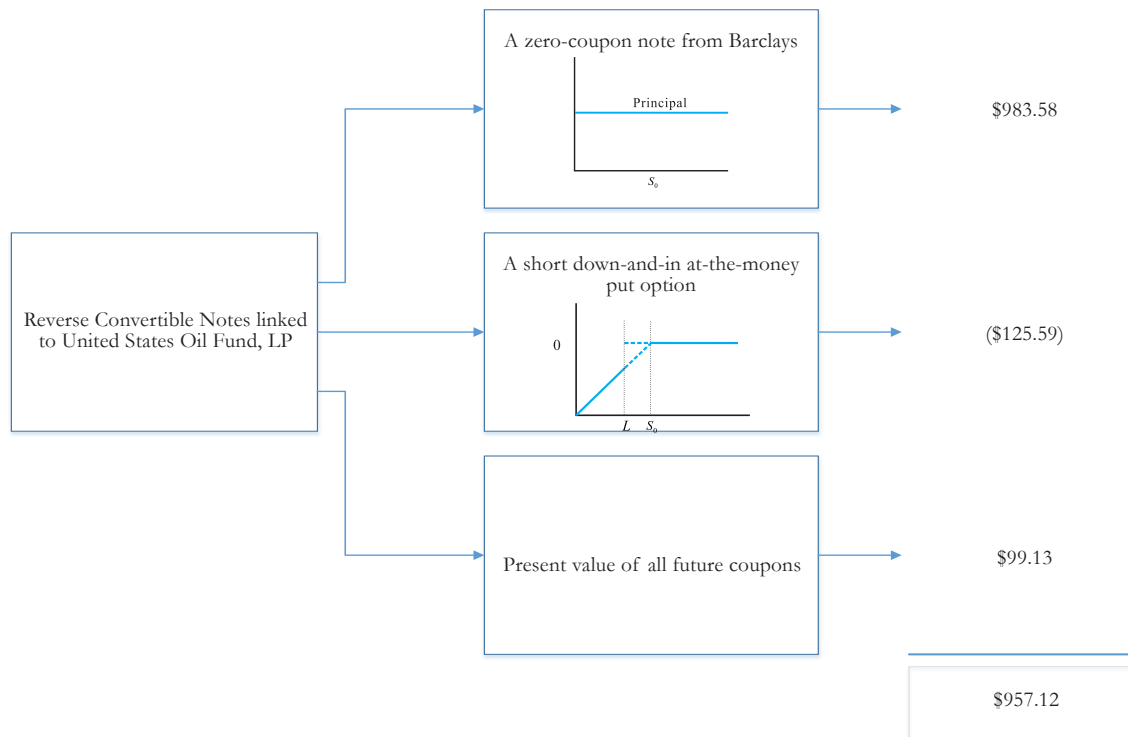 A zero-coupon note from Barclays
Principal
S₀
$983.58
Reverse Convertible Notes linked
to United States Oil Fund, LP
A short down-and-in at-the-money
put option
0
L S₀
($125.59)
Present value of all future coupons
$99.13
$957.12